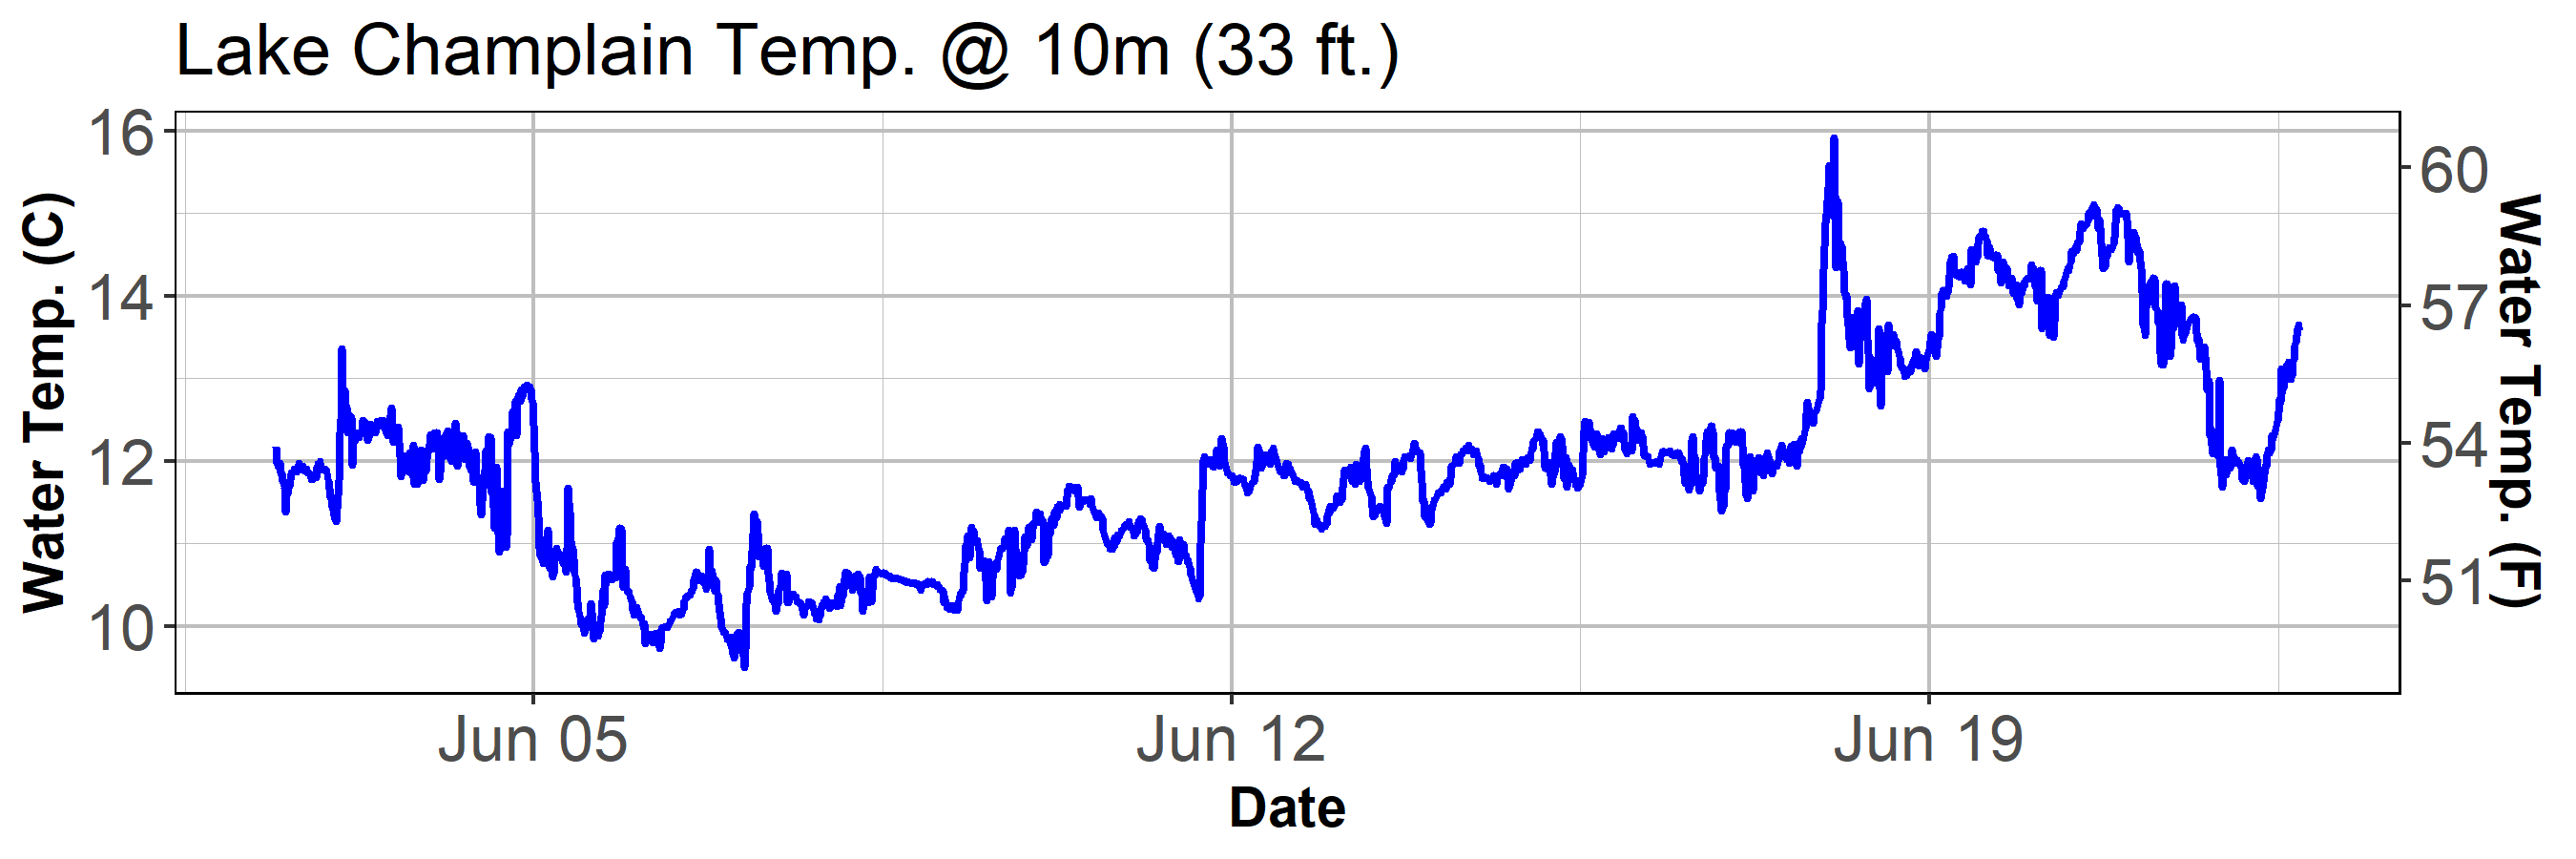 Lake Champlain Temp. @ 10m (33 ft.)
Water Temp. (C)
16
14
12
10
60
57
54
51
Water Temp. (F)
Jun 05
Jun 12
Jun 19
Date